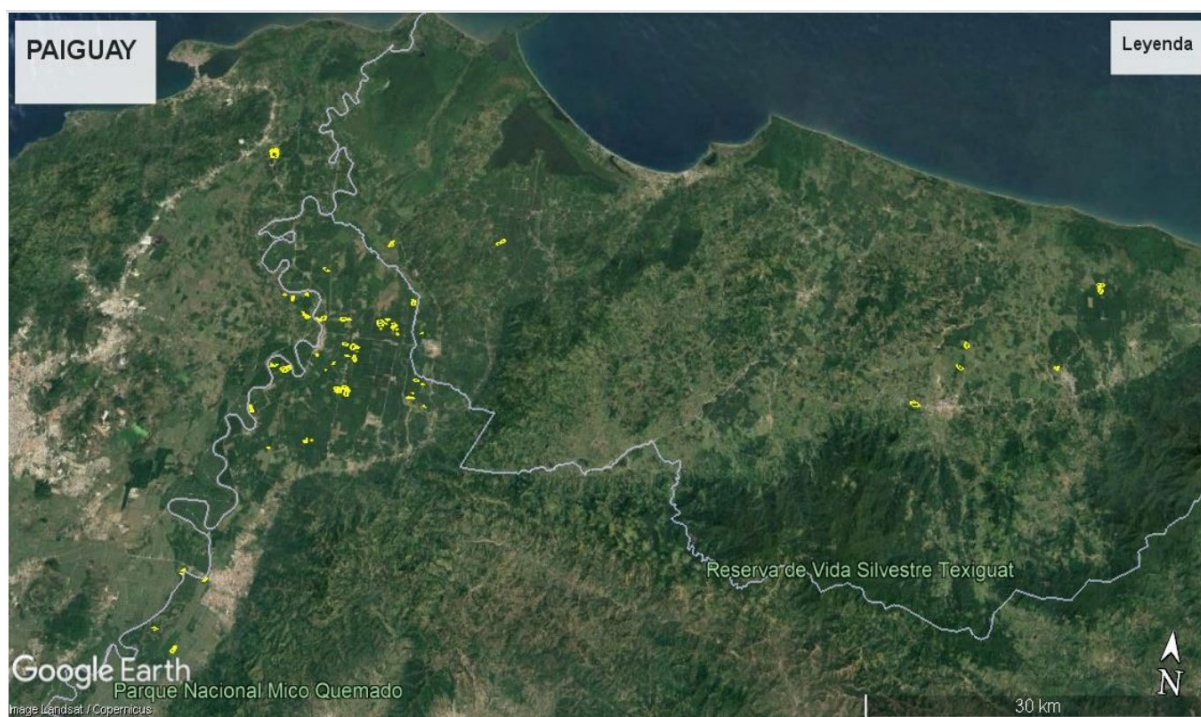 PAIGUAY
Leyenda
Reserva de Vida Silvestre Texiguat
Google Earth
Parque Nacional Mico Quemado
Image Landsat / Copernicus
N
30 km